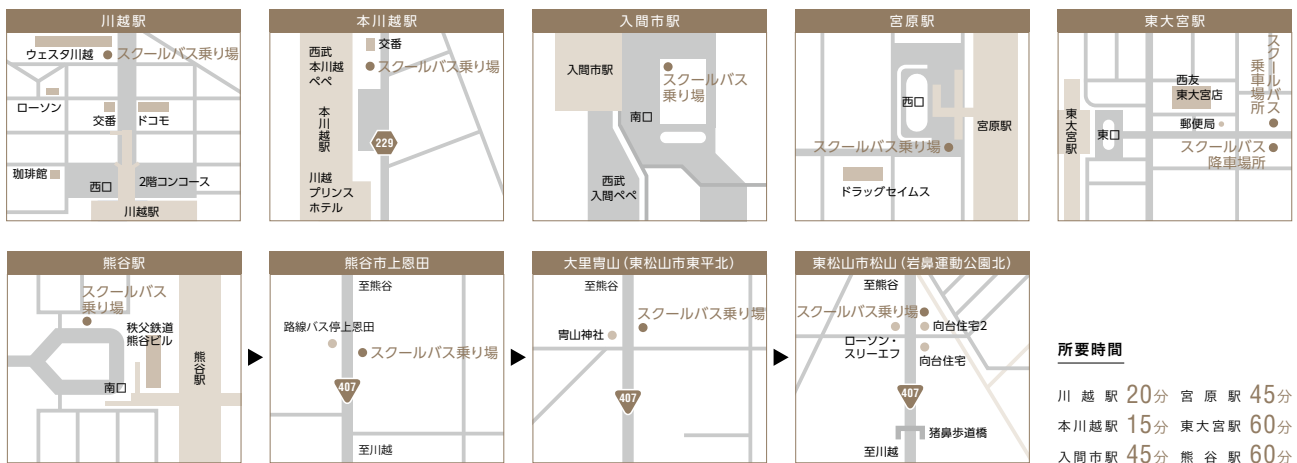 川越駅
ウェスタ川越
スクールバス乗り場
ローソン
交番
ドコモ
珈琲館
西口
2階コンコース
川越駅
本川越駅
西武
本川越
ペペ
交番
スクールバス乗り場
本川越駅
229
川越
プリンス
ホテル
入間市駅
入間市駅
スクールバス
乗り場
南口
西武
入間ペペ
宮原駅
西口
宮原駅
スクールバス乗り場
ドラッグセイムス
東大宮駅
スクールバス
乗車場所
西友
東大宮店
東大宮駅
東口
郵便局
スクールバス
降車場所
熊谷駅
スクールバス
乗り場
秩父鉄道
熊谷ビル
熊谷駅
南口
熊谷市上恩田
至熊谷
路線バス停上恩田
スクールバス乗り場
407
至川越
大里冑山(東松山市東平北)
至熊谷
スクールバス乗り場
冑山神社
407
東松山市松山(岩鼻運動公園北)
至熊谷
スクールバス乗り場
向台住宅2
ローソン・
スリーエフ
向台住宅
407
猪鼻歩道橋
至川越
所要時間
川越駅 20分 宮原駅 45分
本川越駅 15分 東大宮駅 60分
入間市駅 45分 熊谷駅 60分